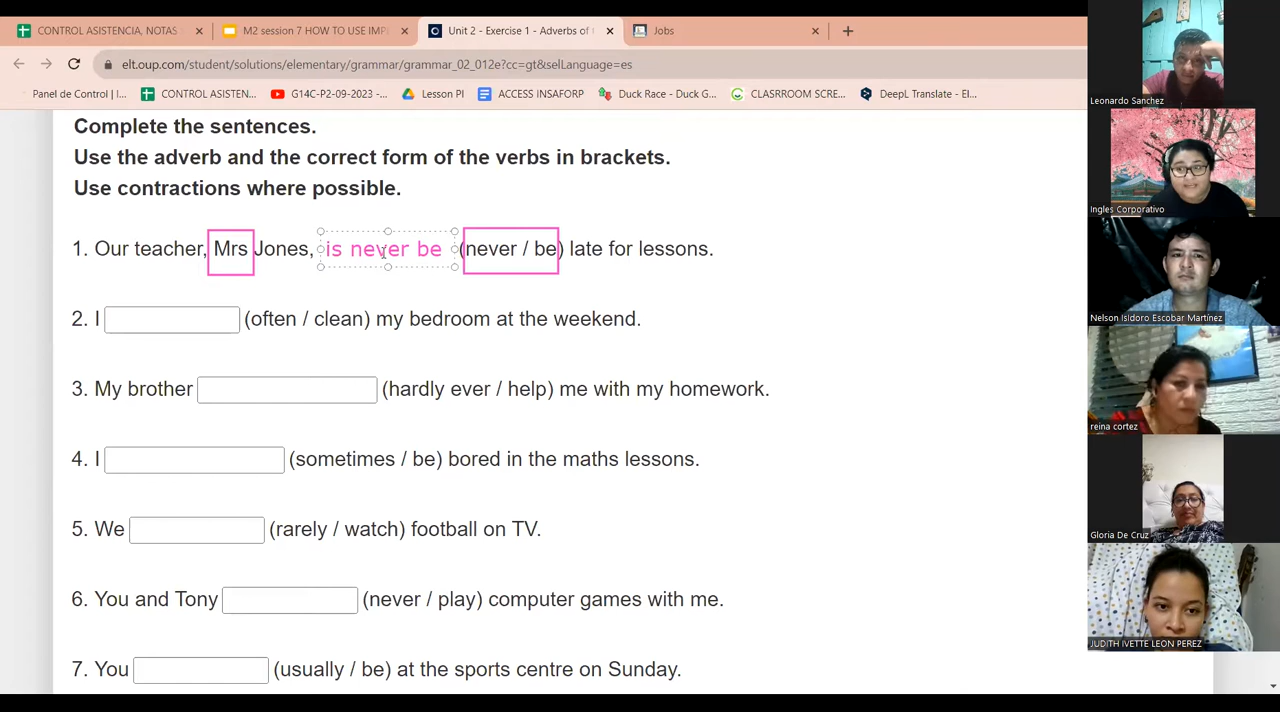 CONTROL ASISTENCIA, NOTAS
M2 session 7 HOW TO USE IMPE
Unit 2 - Exercise 1 - Adverbs of
Jobs
elt.oup.com/student/solutions/elementary/grammar/grammar_02_012e?cc=gt&selLanguage=es
Panel de Control | I...
CONTROL ASISTEN...
G14C-P2-09-2023 -...
Lesson Pl
ACCESS INSAFORP
Duck Race - Duck G...
CLASRROOM SCRE...
DeepL Translate - El...
Complete the sentences.
Use the adverb and the correct form of the verbs in brackets.
Use contractions where possible.
1. Our teacher, Mrs Jones, is never be (never / be) late for lessons.
2. I (often / clean) my bedroom at the weekend.
3. My brother (hardly ever / help) me with my homework.
4. I (sometimes / be) bored in the maths lessons.
5. We (rarely / watch) football on TV.
6. You and Tony (never / play) computer games with me.
7. You (usually / be) at the sports centre on Sunday.
Leonardo Sanchez
Ingles Corporativo
Nelson Isidoro Escobar Martínez
reina cortez
Gloria De Cruz
JUDITH IVETTE LEON PEREZ